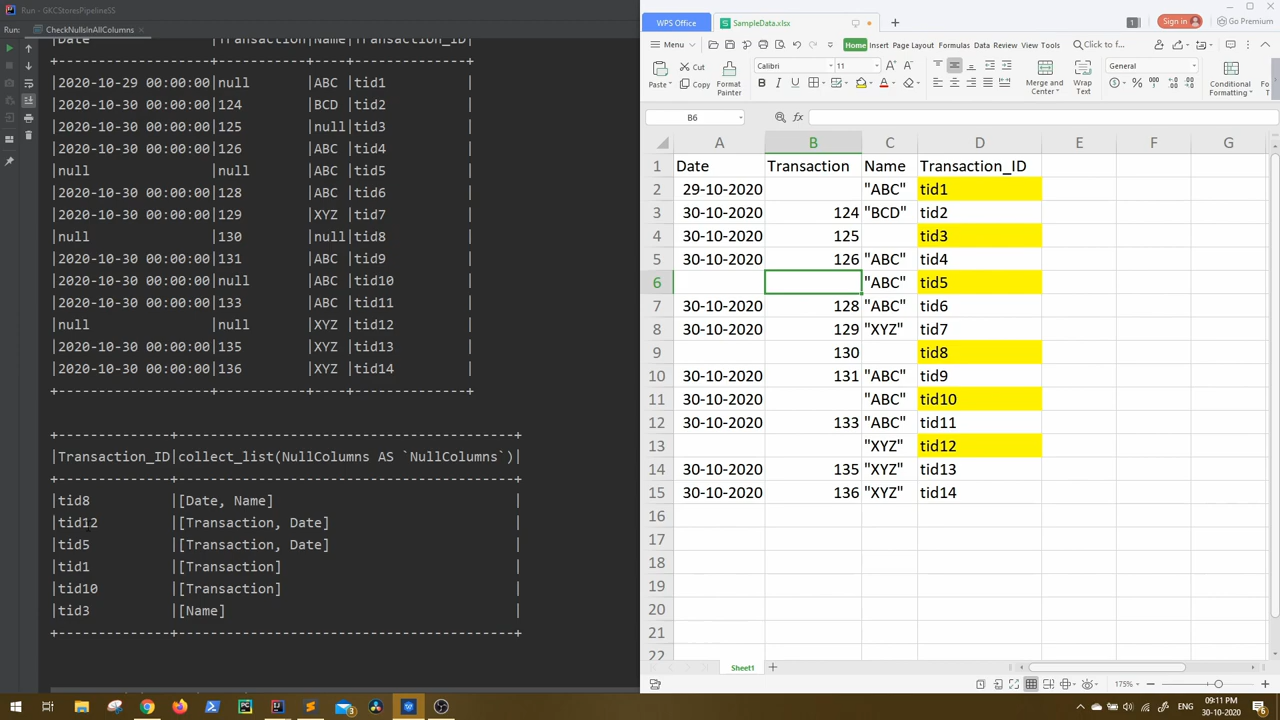 Run - GKCStoresPipelineSS
Run: CheckNullsInAllColumns
|Date |Transaction|Name|Transaction_ID|
+-------------------+-----------+----+--------------+
|2020-10-29 00:00:00|null |ABC |tid1 |
|2020-10-30 00:00:00|124 |BCD |tid2 |
|2020-10-30 00:00:00|125 |null|tid3 |
|2020-10-30 00:00:00|126 |ABC |tid4 |
|null |null |ABC |tid5 |
|2020-10-30 00:00:00|128 |ABC |tid6 |
|2020-10-30 00:00:00|129 |XYZ |tid7 |
|null |130 |null|tid8 |
|2020-10-30 00:00:00|131 |ABC |tid9 |
|2020-10-30 00:00:00|null |ABC |tid10 |
|2020-10-30 00:00:00|133 |ABC |tid11 |
|null |null |XYZ |tid12 |
|2020-10-30 00:00:00|135 |XYZ |tid13 |
|2020-10-30 00:00:00|136 |XYZ |tid14 |
+-------------------+-----------+----+--------------+
+--------------+------------------------------------------+
|Transaction_ID|collect_list(NullColumns AS `NullColumns`)|
+--------------+------------------------------------------+
|tid8 |[Date, Name] |
|tid12 |[Transaction, Date] |
|tid5 |[Transaction, Date] |
|tid1 |[Transaction] |
|tid10 |[Transaction] |
|tid3 |[Name] |
+--------------+------------------------------------------+
WPS Office SampleData.xlsx 1 Sign in Go Premium
Menu Home Insert Page Layout Formulas Data Review View Tools Click to f...
Paste Cut Copy Format Painter Calibri 11 Merge and Center Wrap Text General Conditional Formatting
B6 fx
A B C D E F G
1 Date Transaction Name Transaction_ID
2 29-10-2020 "ABC" tid1
3 30-10-2020 124 "BCD" tid2
4 30-10-2020 125 tid3
5 30-10-2020 126 "ABC" tid4
6 "ABC" tid5
7 30-10-2020 128 "ABC" tid6
8 30-10-2020 129 "XYZ" tid7
9 130 tid8
10 30-10-2020 131 "ABC" tid9
11 30-10-2020 "ABC" tid10
12 30-10-2020 133 "ABC" tid11
13 "XYZ" tid12
14 30-10-2020 135 "XYZ" tid13
15 30-10-2020 136 "XYZ" tid14
16
17
18
19
20
21
22
Sheet1
175%
ENG 09:11 PM
30-10-2020